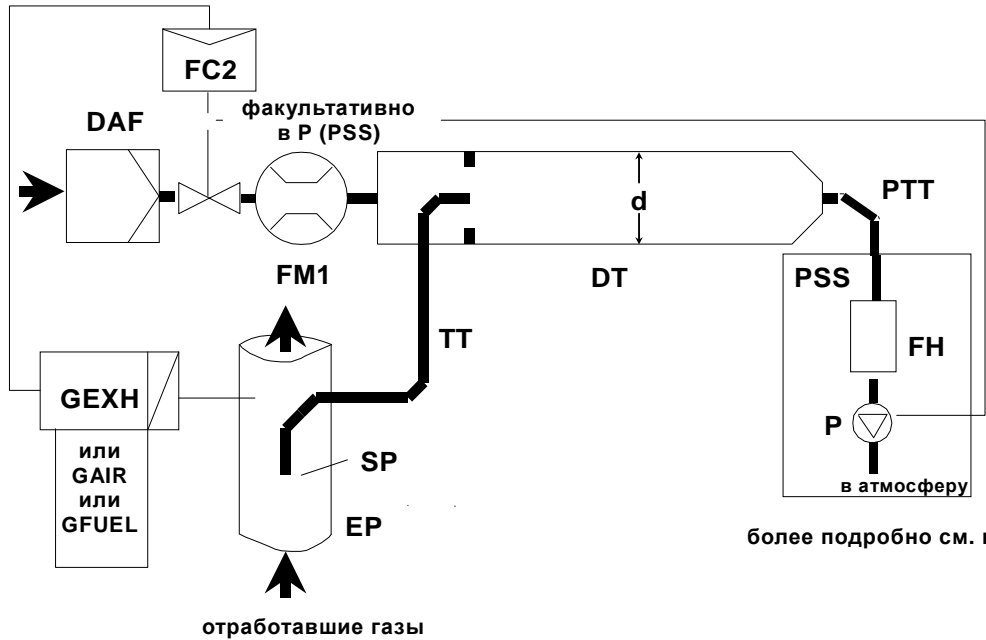 FC2
DAF
факультативно
в P (PSS)
d
PTT
FM1
DT
PSS
TT
FH
GEXH
P
или
GAIR
или
GFUEL
SP
в атмосферу
EP
более подробно см.
отработавшие газы